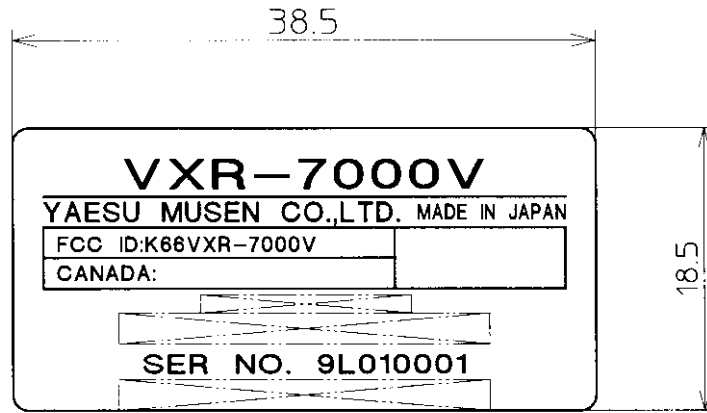 38.5
VXR-7000V
YAESU MUSEN CO.,LTD. MADE IN JAPAN
FCC ID:K66VXR-7000V
CANADA:
SER NO. 9L010001
18.5